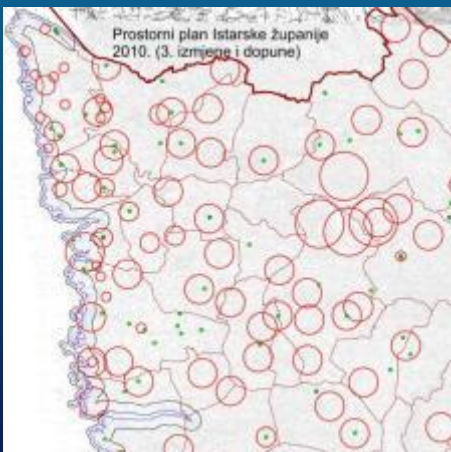 Prostorni plan Istarske županije
2010. (3. izmjene i dopune)